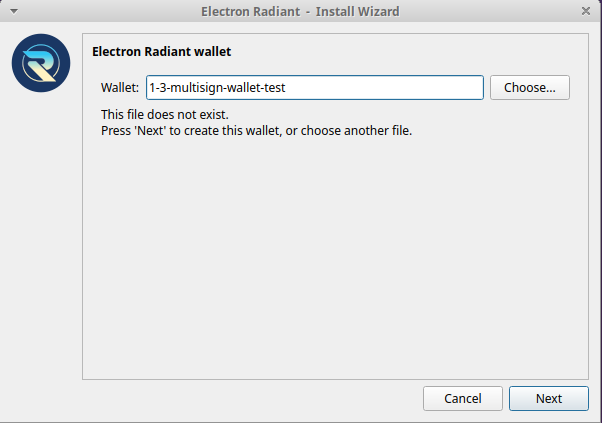 Electron Radiant - Install Wizard
Electron Radiant wallet
Wallet: 1-3-multisign-wallet-test Choose...
This file does not exist.
Press 'Next' to create this wallet, or choose another file.
Cancel Next